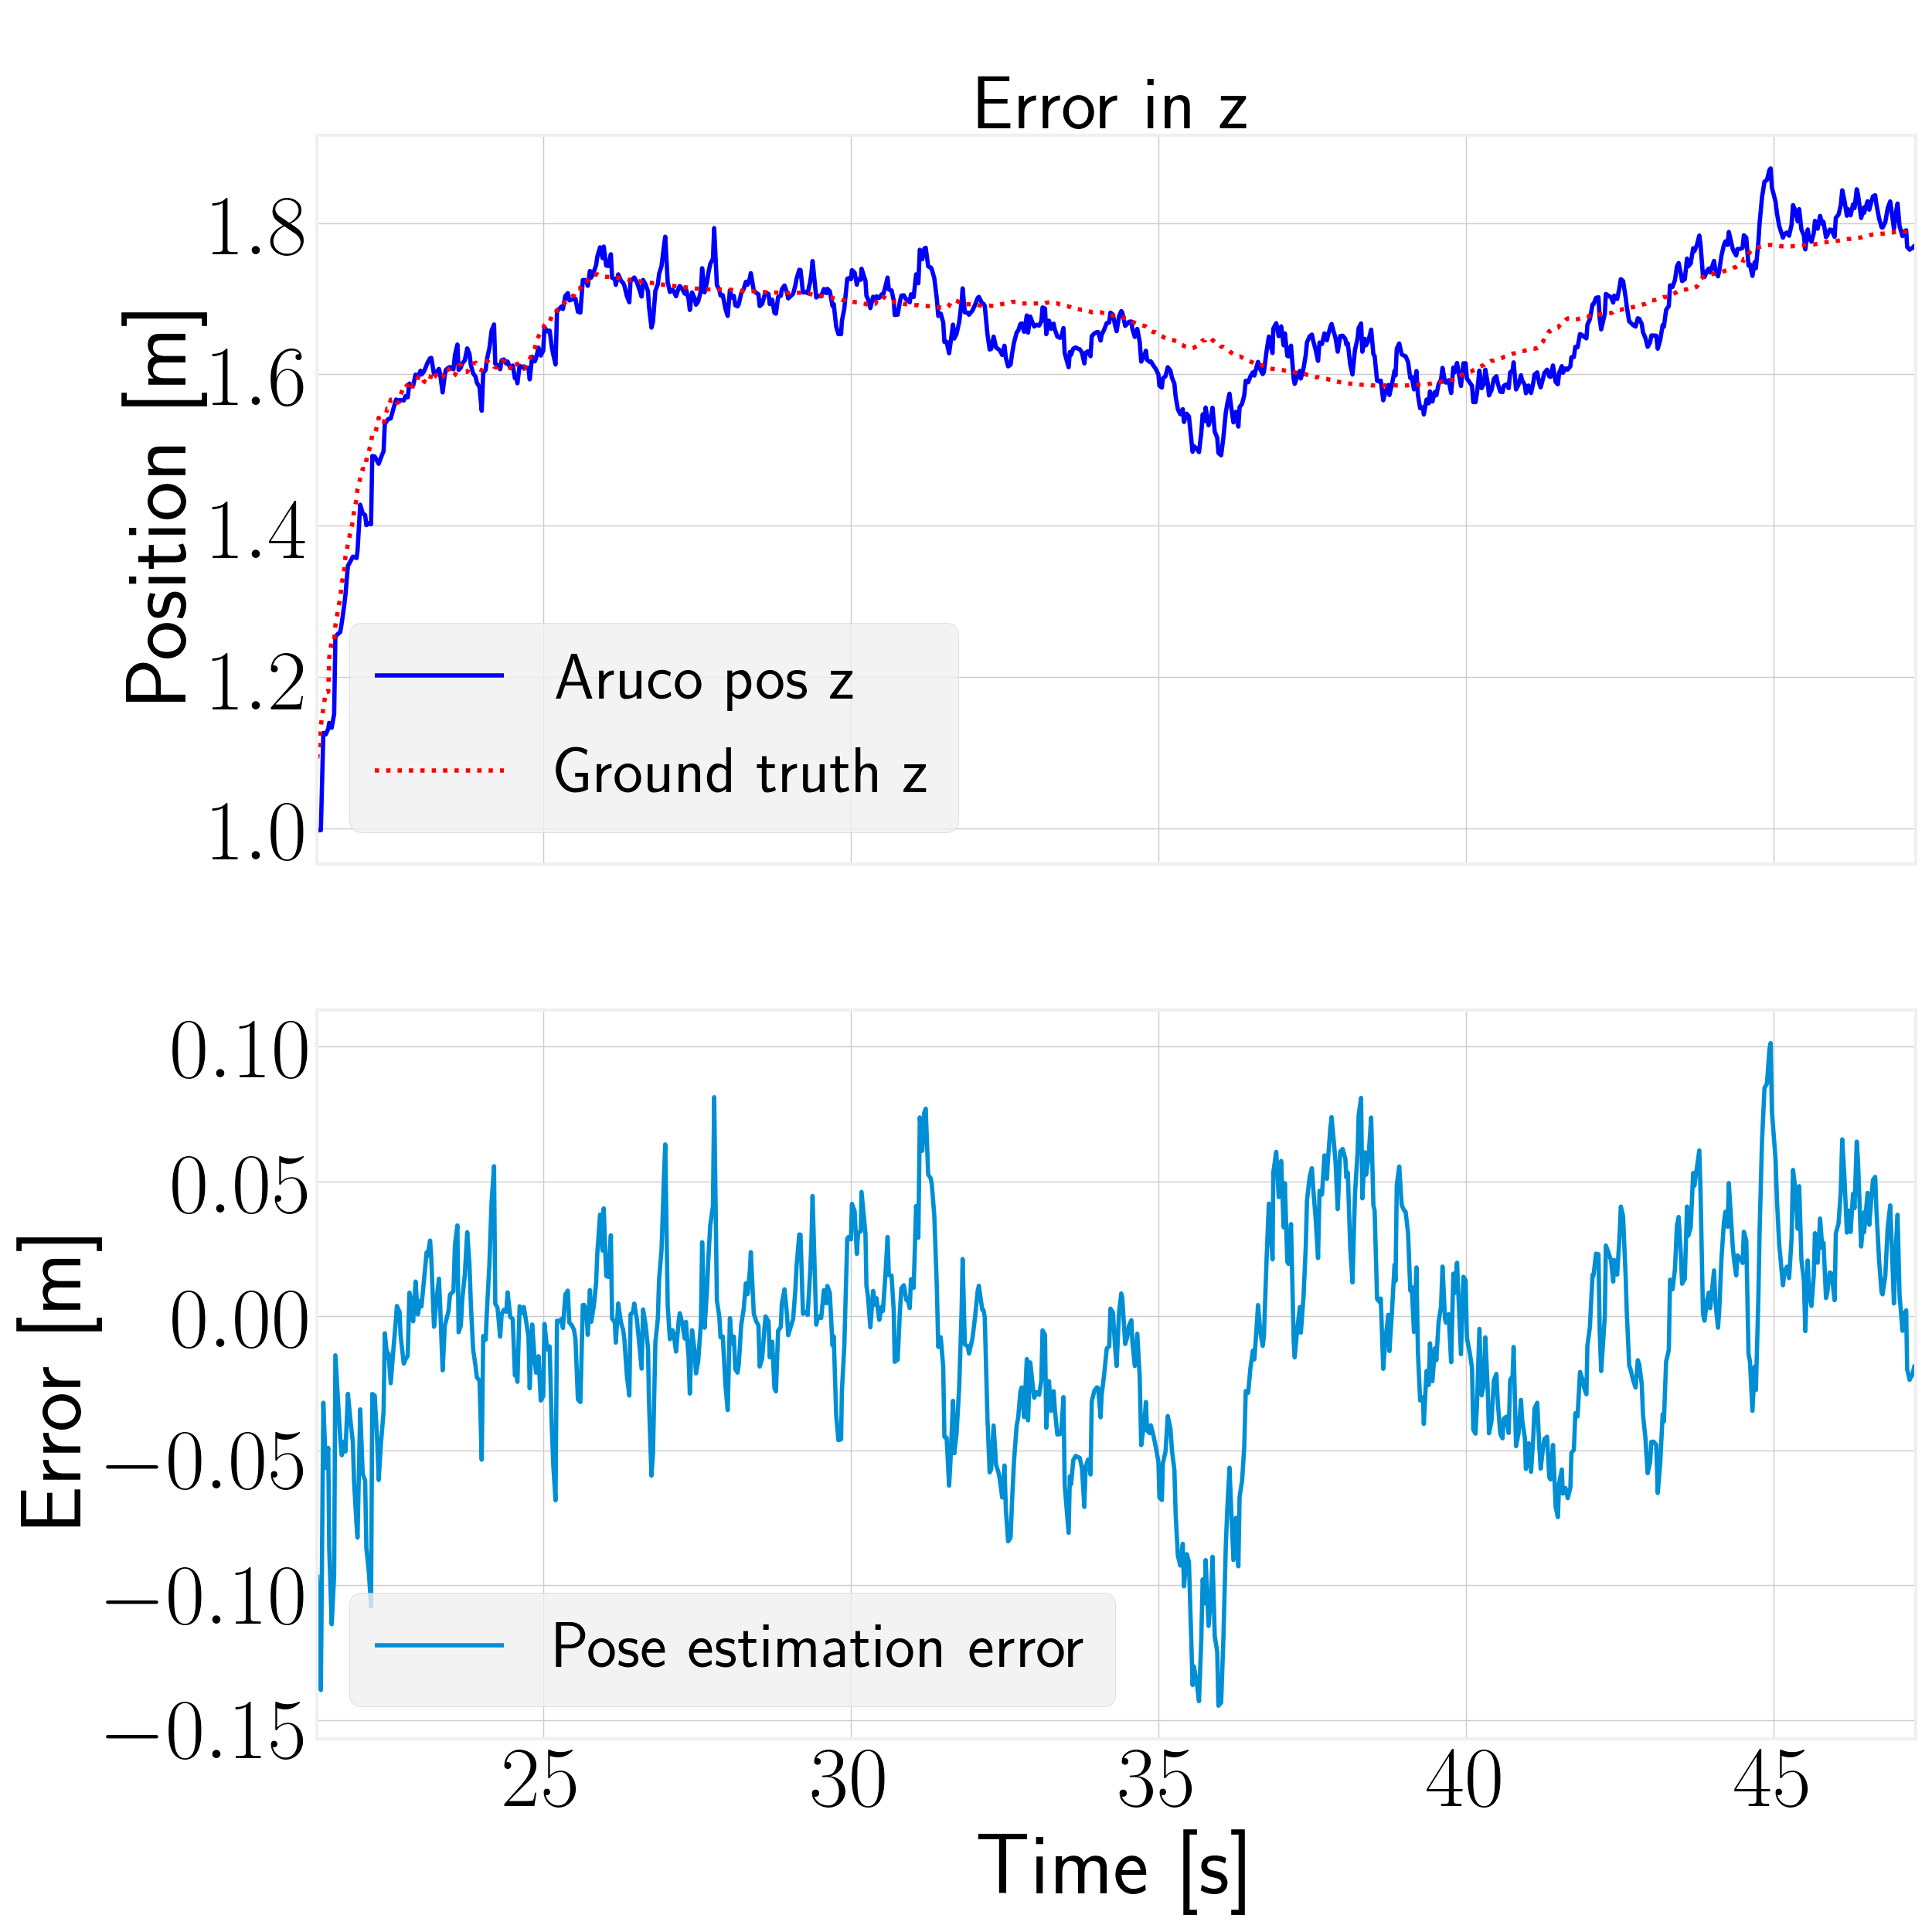 Error in z
Position [m]
1.8
1.6
1.4
1.2
1.0
Aruco pos z
Ground truth z
Error [m]
0.10
0.05
0.00
−0.05
−0.10
−0.15
Pose estimation error
25 30 35 40 45
Time [s]